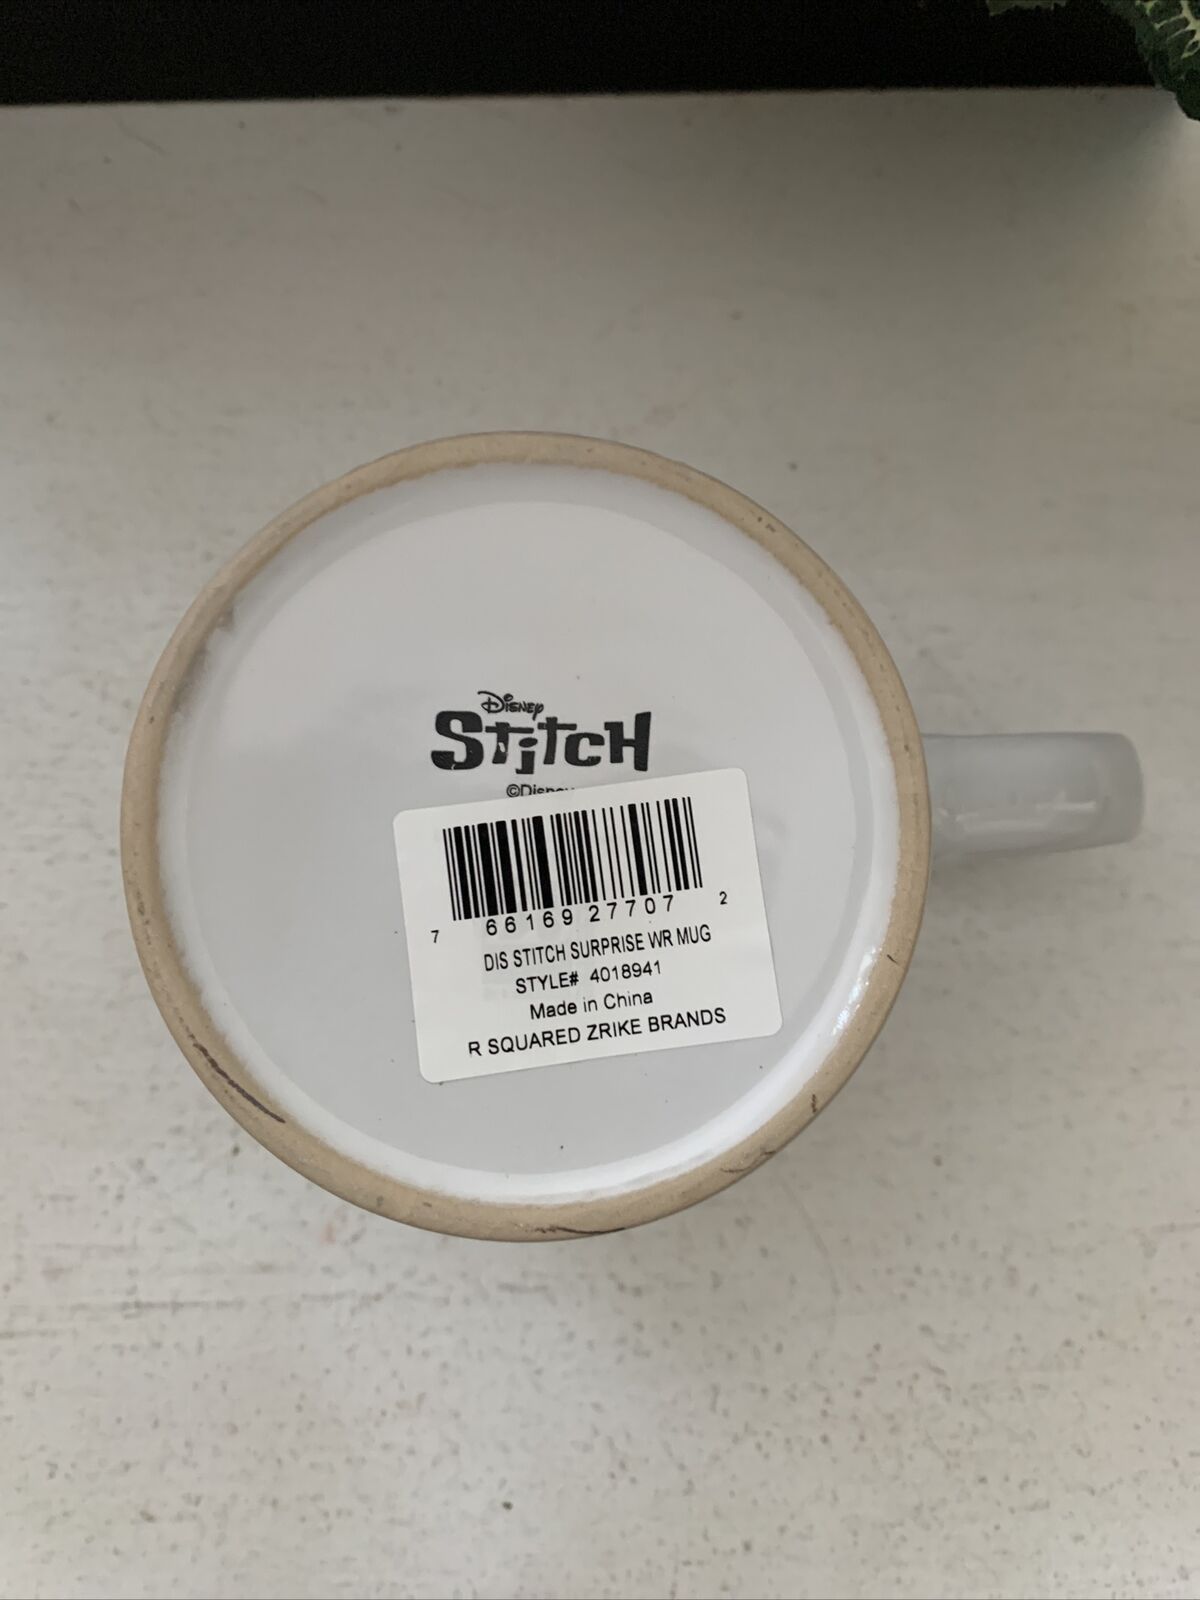 Disney
Stitch
©Disney
7 66169 27707 2
DIS STITCH SURPRISE WR MUG
STYLE# 4018941
Made in China
R SQUARED ZRIKE BRANDS